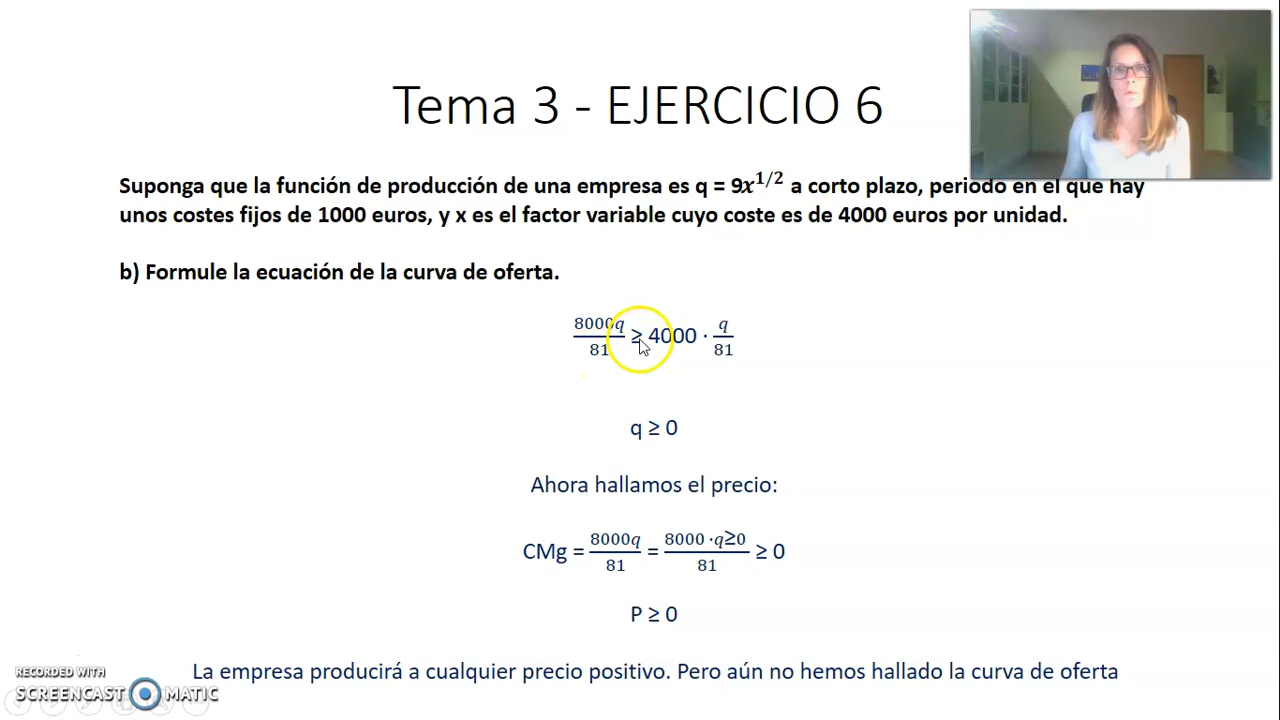 Tema 3 - EJERCICIO 6
Suponga que la función de producción de una empresa es q = 9x^{1/2} a corto plazo, periodo en el que hay
unos costes fijos de 1000 euros, y x es el factor variable cuyo coste es de 4000 euros por unidad.
b) Formule la ecuación de la curva de oferta.
8000q/81 ≥ 4000 · q/81
q ≥ 0
Ahora hallamos el precio:
CMg = 8000q/81 = 8000 ·q≥0/81 ≥ 0
P ≥ 0
La empresa producirá a cualquier precio positivo. Pero aún no hemos hallado la curva de oferta
RECORDED WITH
SCREENCAST MATIC